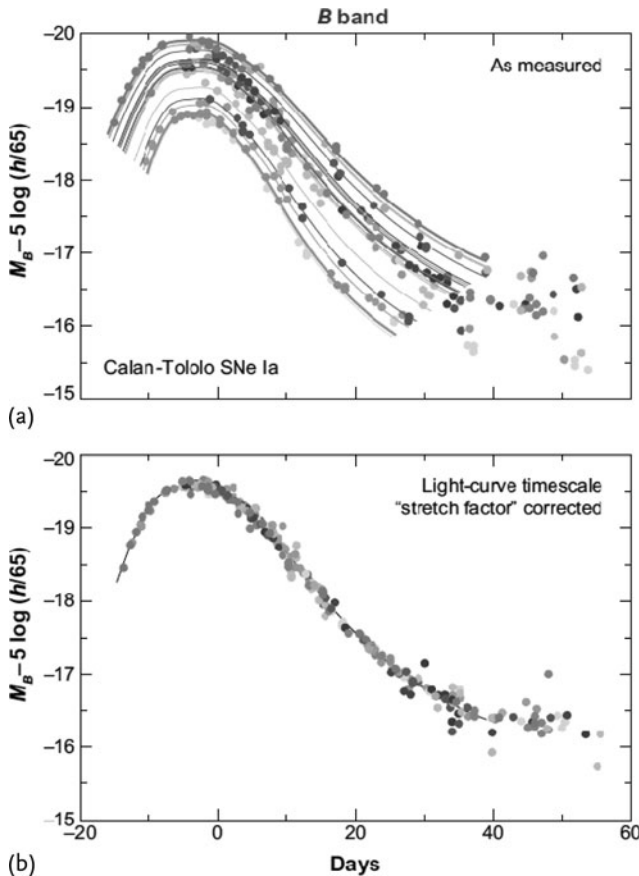 B band
As measured
M_B – 5 log (h/65)
–20
–19
–18
–17
–16
–15
Calan-Tololo SNe Ia
(a)
Light-curve timescale
"stretch factor" corrected
M_B – 5 log (h/65)
–20
–19
–18
–17
–16
–15
–20
0
20
40
60
(b)
Days